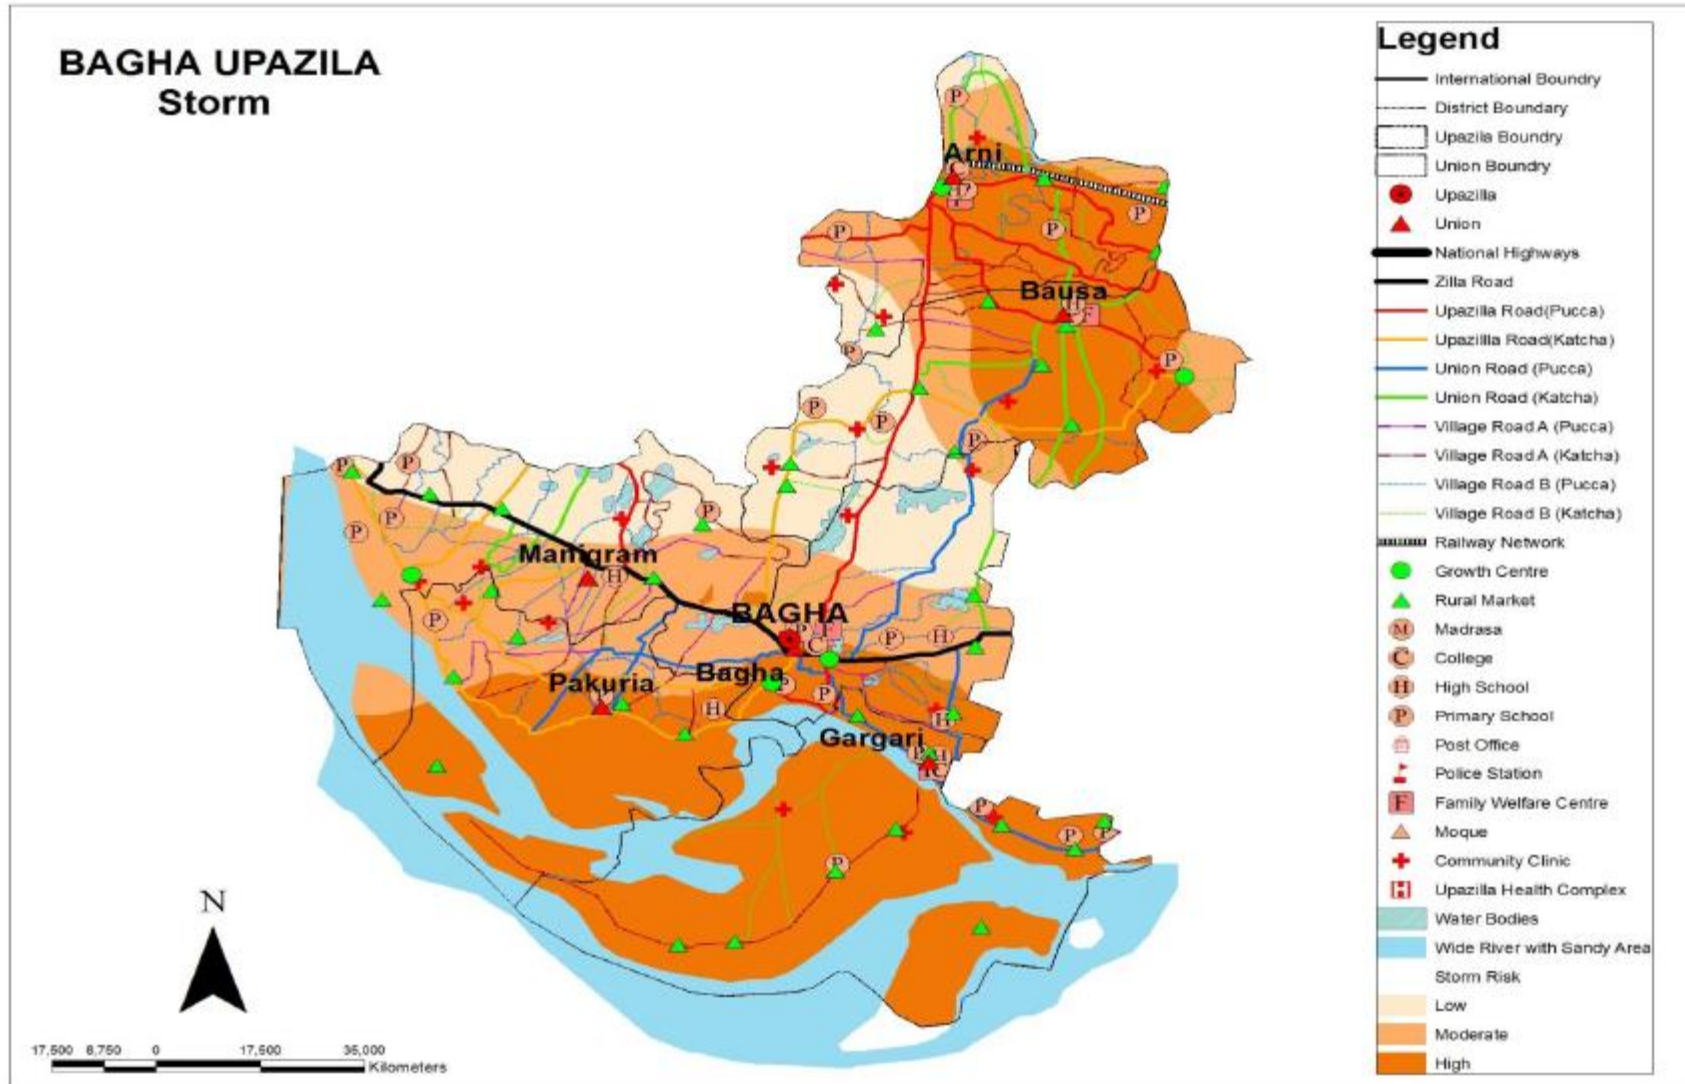 BAGHA UPAZILA
Storm
Legend
International Boundry
District Boundary
Upazila Boundry
Union Boundry
Upazilla
Union
National Highways
Zilla Road
Upazilla Road(Pucca)
Upazillla Road(Katcha)
Union Road (Pucca)
Union Road (Katcha)
Village Road A (Pucca)
Village Road A (Katcha)
Village Road B (Pucca)
Village Road B (Katcha)
Railway Network
Growth Centre
Rural Market
M Madrasa
C College
H High School
P Primary School
Post Office
Police Station
F Family Welfare Centre
Moque
Community Clinic
H Upazilla Health Complex
Water Bodies
Wide River with Sandy Area
Storm Risk
Low
Moderate
High
Arni
Bausa
Manigram
BAGHA
Bagha
Pakuria
Gargari
N
17,500 8,750 0 17,500 35,000
Kilometers